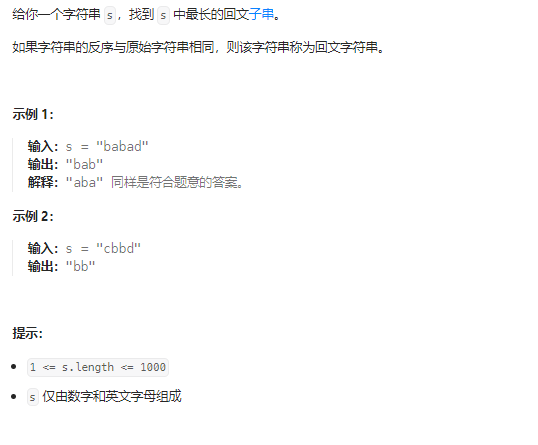 给你一个字符串 s，找到 s 中最长的回文子串。
如果字符串的反序与原始字符串相同，则该字符串称为回文字符串。
示例 1：
输入：s = "babad"
输出："bab"
解释："aba" 同样是符合题意的答案。
示例 2：
输入：s = "cbbd"
输出："bb"
提示：
1 <= s.length <= 1000
s 仅由数字和英文字母组成